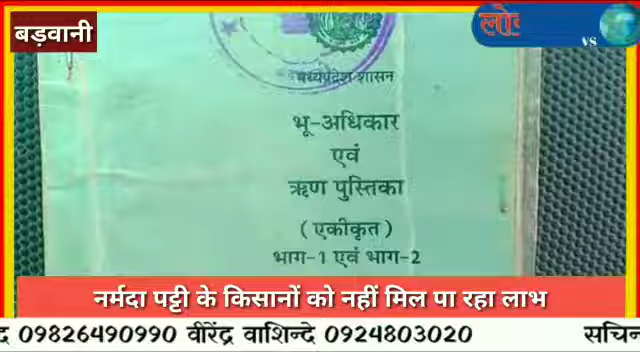 बड़वानी
VS
मध्यप्रदेश शासन
भू-अधिकार
एवं
ऋण पुस्तिका
( एकीकृत )
भाग-1 एवं भाग-2
नर्मदा पट्टी के किसानों को नहीं मिल पा रहा लाभ
09826490990 वीरेंद्र वाशिन्दे 0924803020